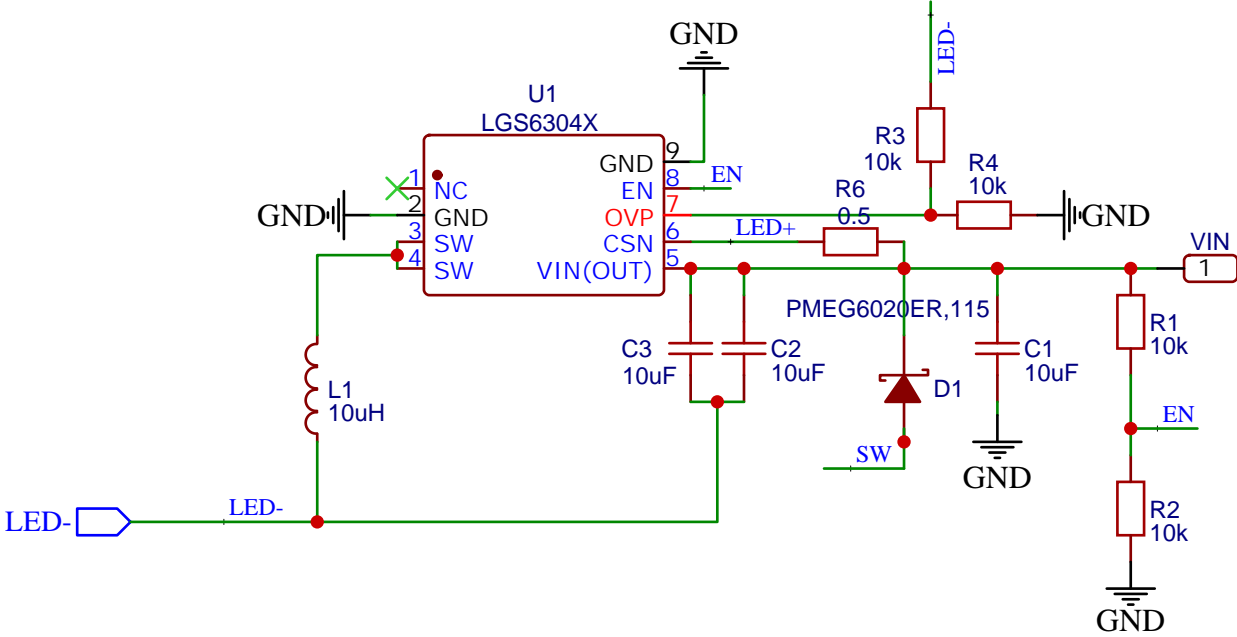 GND
LED-
U1
LGS6304X
R3
10k
R4
10k
GND
9
EN
8
EN
R6
0.5
1
NC
GND
2
GND
OVP
7
GND
3
SW
CSN
6
LED+
VIN
4
SW
VIN(OUT)
5
1
PMEG6020ER,115
C3
10uF
C2
10uF
C1
10uF
R1
10k
L1
10uH
D1
EN
SW
GND
LED-
LED-
R2
10k
GND